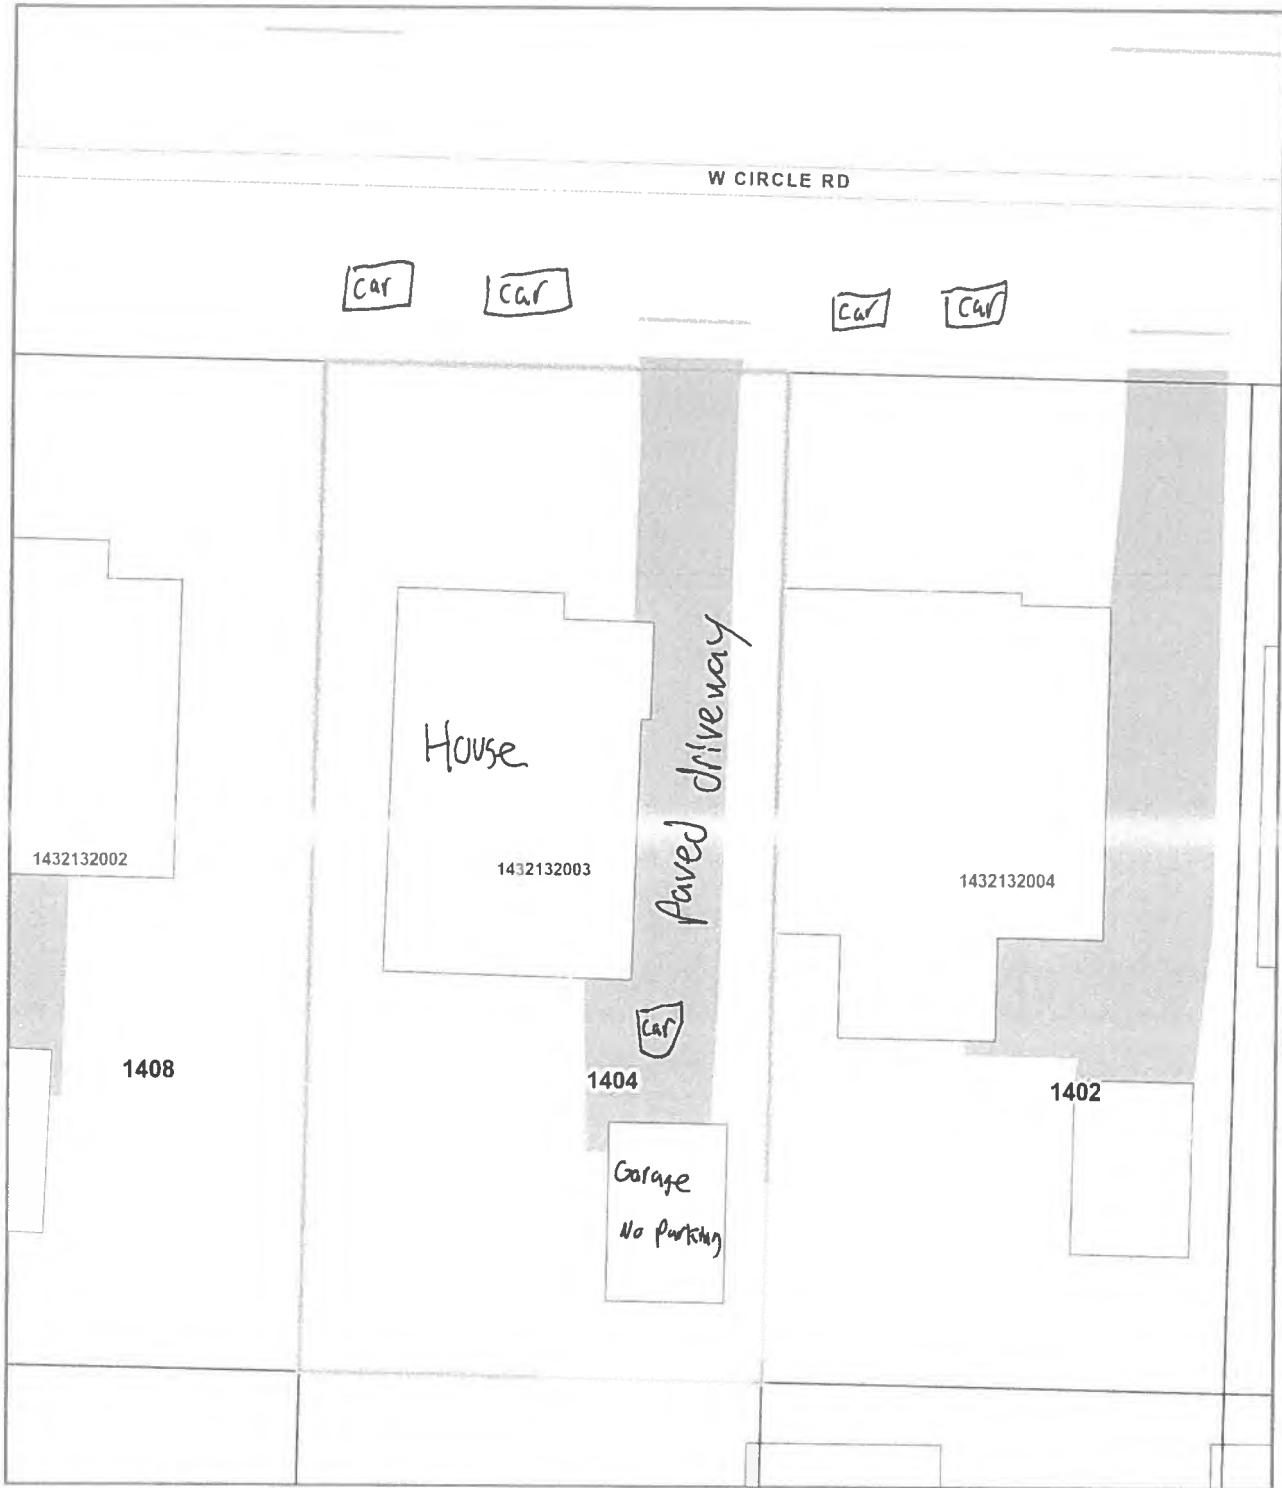 W CIRCLE RD
car
car
car
car
House
Paved driveway
1432132002
1432132003
1432132004
car
1408
1404
1402
Garage
No Parking